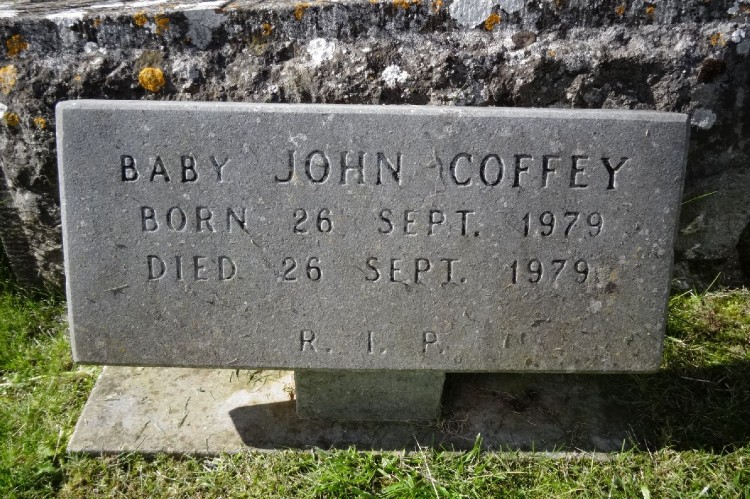 BABY JOHN COFFEY
BORN 26 SEPT. 1979
DIED 26 SEPT. 1979
R. I. P.